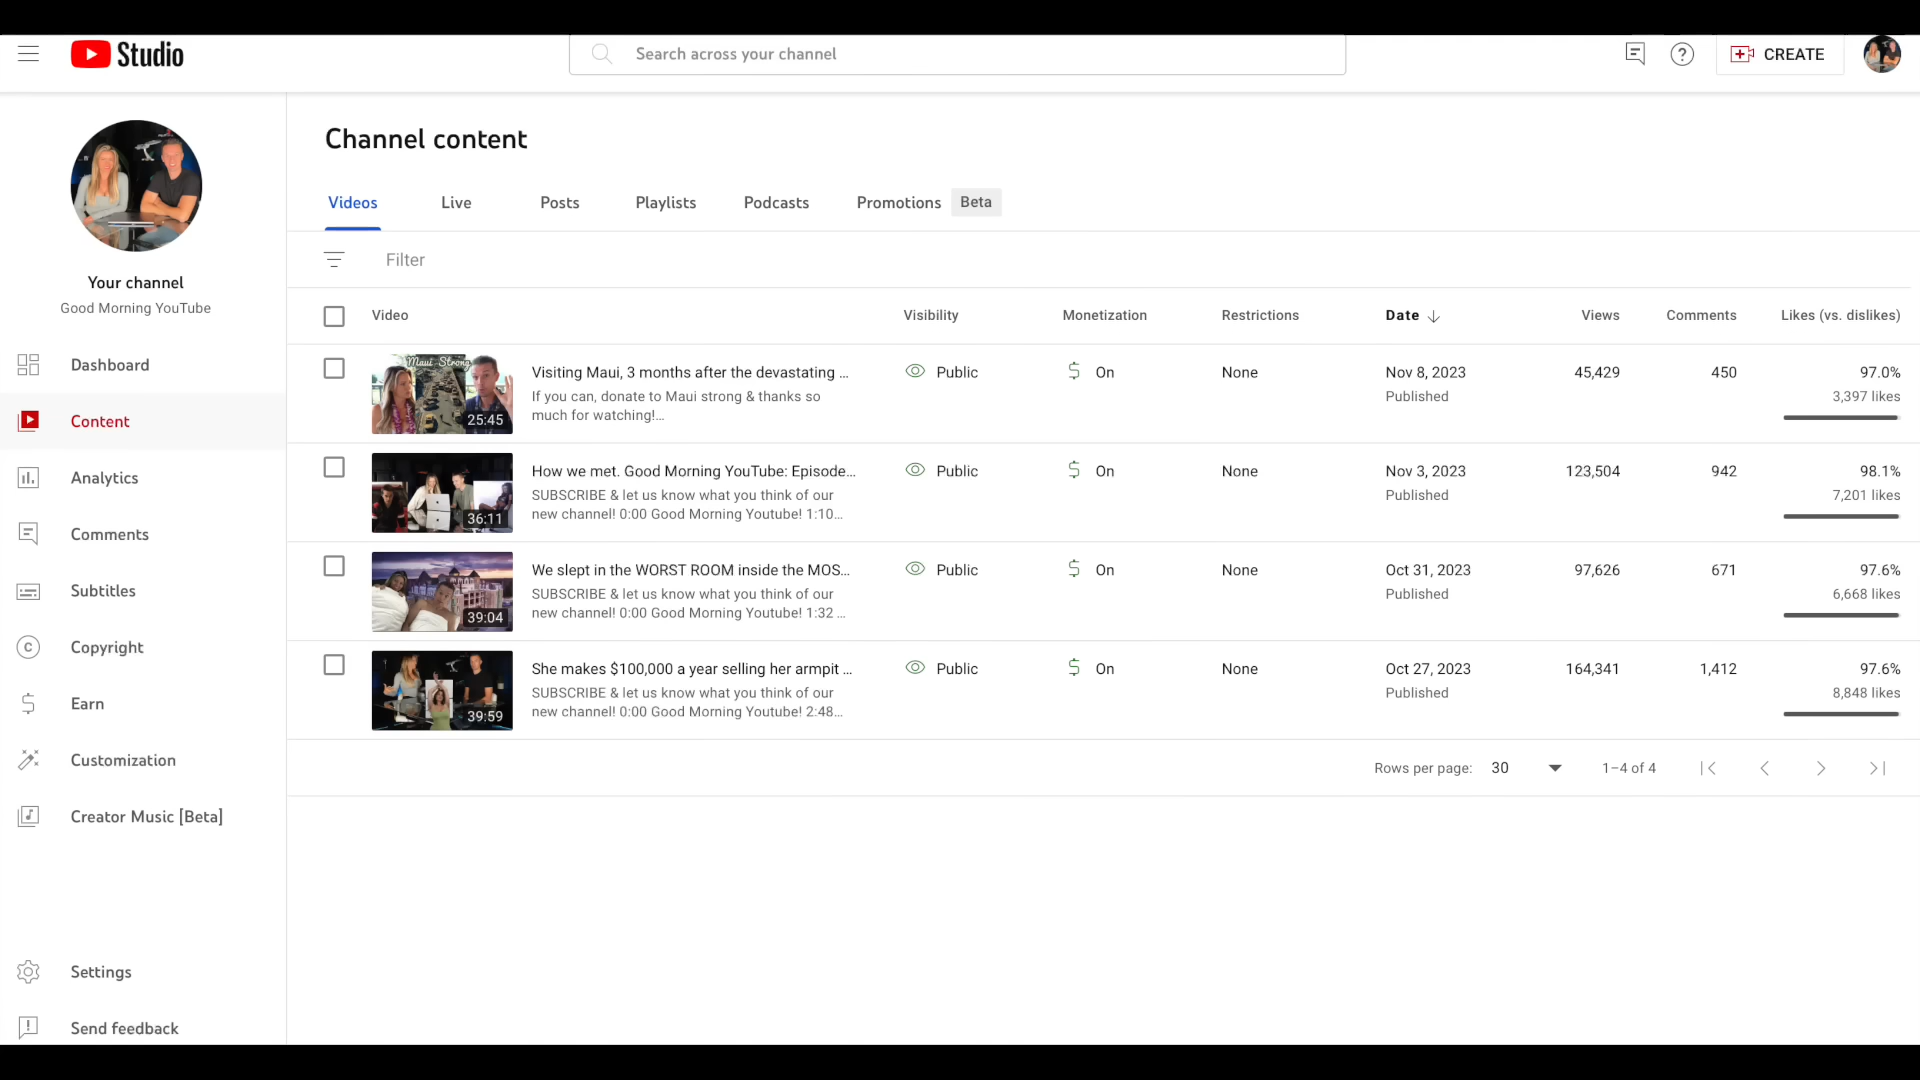 Studio
Search across your channel
CREATE
Your channel
Good Morning YouTube
Dashboard
Content
Analytics
Comments
Subtitles
Copyright
Earn
Customization
Creator Music [Beta]
Settings
Send feedback
Channel content
Videos Live Posts Playlists Podcasts Promotions Beta
Filter
Video Visibility Monetization Restrictions Date Views Comments Likes (vs. dislikes)
Maui Strong
25:45
Visiting Maui, 3 months after the devastating ...
If you can, donate to Maui strong & thanks so
much for watching!...
Public On None Nov 8, 2023 45,429 450 97.0%
Published 3,397 likes
36:11
How we met. Good Morning YouTube: Episode...
SUBSCRIBE & let us know what you think of our
new channel! 0:00 Good Morning Youtube! 1:10...
Public On None Nov 3, 2023 123,504 942 98.1%
Published 7,201 likes
39:04
We slept in the WORST ROOM inside the MOS...
SUBSCRIBE & let us know what you think of our
new channel! 0:00 Good Morning Youtube! 1:32 ...
Public On None Oct 31, 2023 97,626 671 97.6%
Published 6,668 likes
39:59
She makes $100,000 a year selling her armpit ...
SUBSCRIBE & let us know what you think of our
new channel! 0:00 Good Morning Youtube! 2:48...
Public On None Oct 27, 2023 164,341 1,412 97.6%
Published 8,848 likes
Rows per page: 30 1–4 of 4